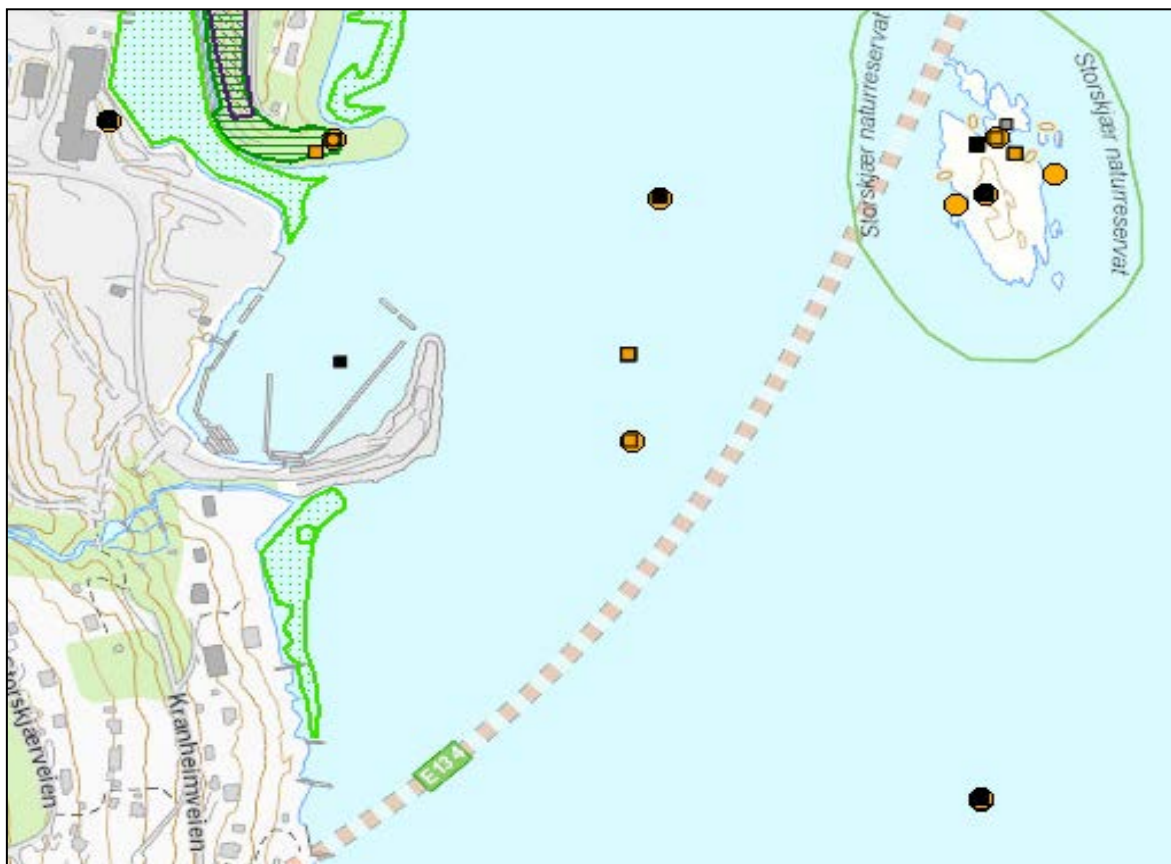 Storskjær naturreservat
Storskjær naturreservat
E134
Kranheimveien
Storskjærveien